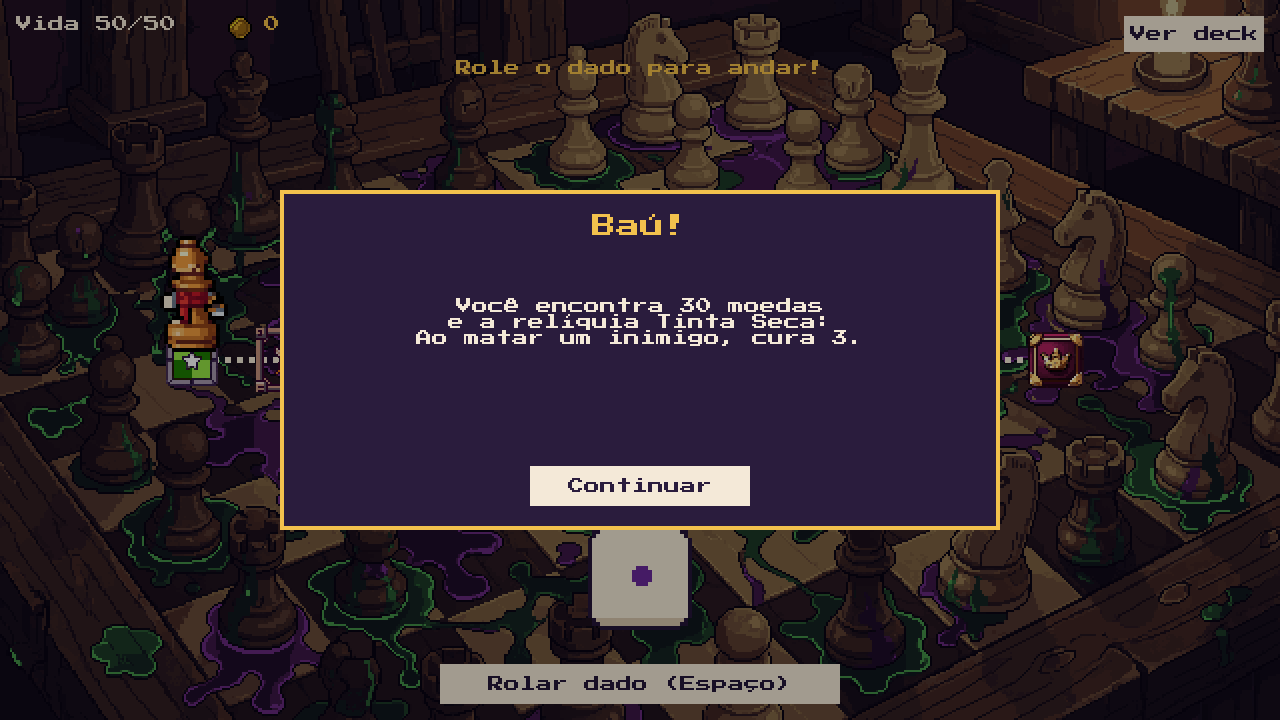 Vida 50/50
0
Ver deck
Role o dado para andar!
Baú!
Você encontra 30 moedas
e a relíquia Tinta Seca:
Ao matar um inimigo, cura 3.
Continuar
Rolar dado (Espaço)